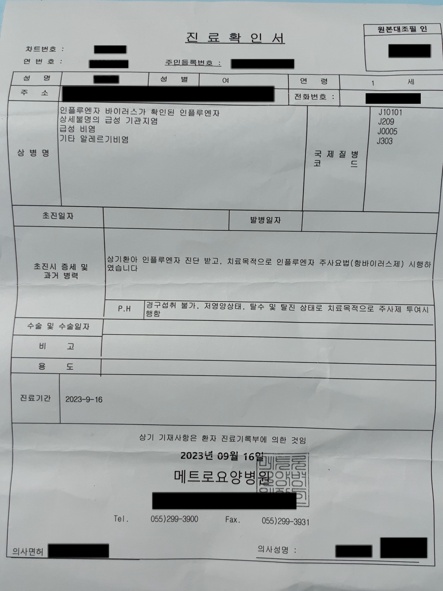 원본대조필 인
진료확인서
차트번호 :
면번호 :
주민등록번호 :
성 명
성 별
여
연 령
1 세
주 소
전화번호 :
상병명
인플루엔자 바이러스가 확인된 인플루엔자
상세불명의 급성 기관지염
급성 비염
기타 알레르기비염
국제질병
코 드
J10101
J209
J0005
J303
초진일자
발병일자
초진시 증세 및
과거 병력
상기환아 인플루엔자 진단 받고, 치료목적으로 인플루엔자 주사요법(항바이러스제) 시행하
였습니다
P.H
경구섭취 불가, 저영양상태, 탈수 및 탈진 상태로 치료목적으로 주사제 투여시
행함
수술 및 수술일자
비 고
용 도
진료기간
2023-9-16
상기 기재사항은 환자 진료기록부에 의한 것임
2023년 09월 16일
메트로요양병원
Tel. 055)299-3900 Fax. 055)299-3931
의사면허
의사성명 :